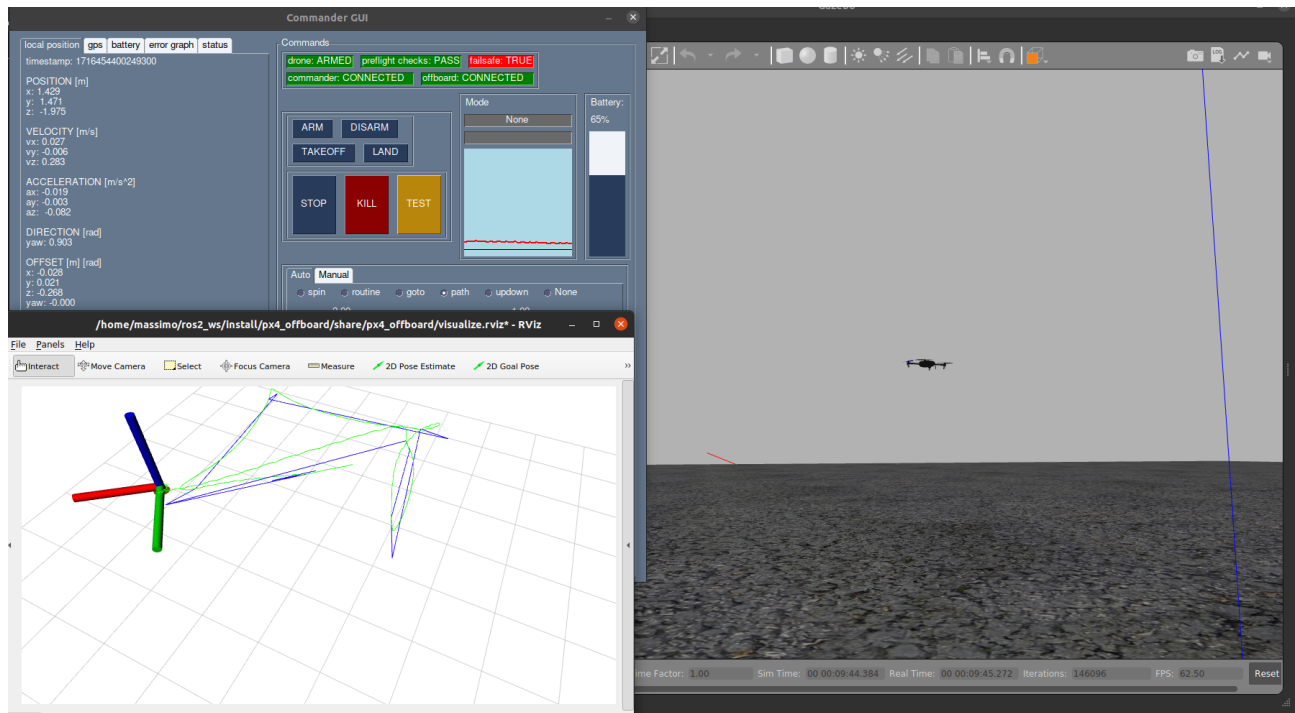 Commander GUI
local position gps battery error graph status
timestamp: 1716454400249300
POSITION [m]
x: 1.429
y: 1.471
z: -1.975
VELOCITY [m/s]
vx: 0.027
vy: -0.006
vz: 0.283
ACCELERATION [m/s^2]
ax: -0.019
ay: -0.003
az: -0.082
DIRECTION [rad]
yaw: 0.903
OFFSET [m] [rad]
x: -0.028
y: 0.021
z: -0.268
yaw: -0.000
Commands
drone: ARMED preflight checks: PASS failsafe: TRUE
commander: CONNECTED offboard: CONNECTED
ARM DISARM
TAKEOFF LAND
STOP KILL TEST
Mode
None
Battery:
65%
Auto Manual
spin routine goto path updown None
/home/massimo/ros2_ws/install/px4_offboard/share/px4_offboard/visualize.rviz* - RViz
File Panels Help
Interact Move Camera Select Focus Camera Measure 2D Pose Estimate 2D Goal Pose »
LOG
Factor: 1.00 Sim Time: 00 00:09:44.384 Real Time: 00 00:09:45.272 Iterations: 146096 FPS: 62.50 Reset